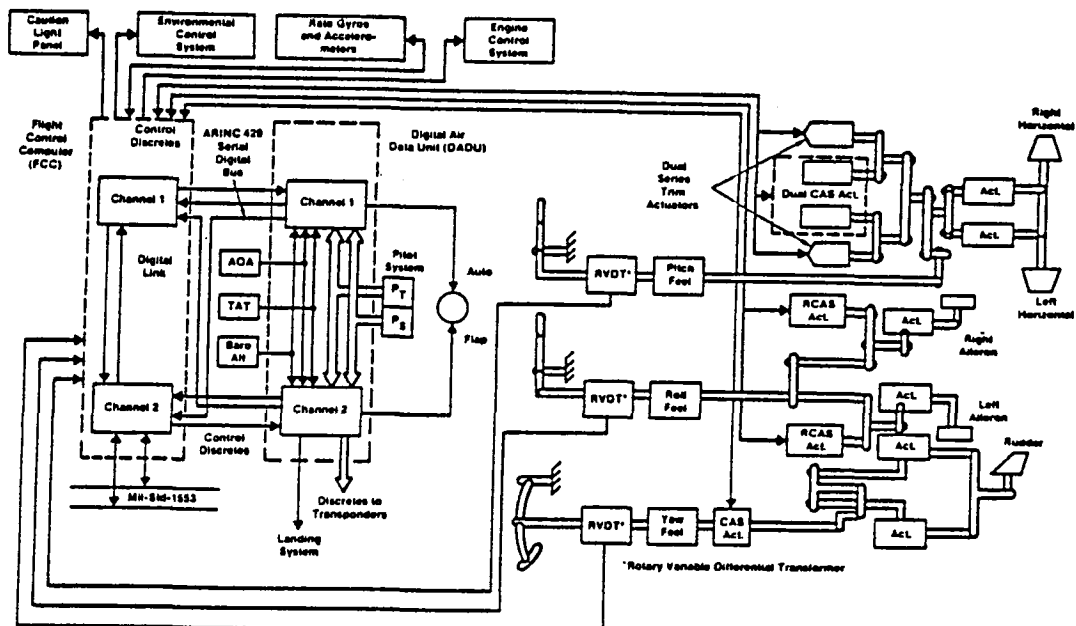 Caution
Light
Panel
Environmental
Control
System
Rate Gyros
and Accelero-
meters
Engine
Control
System
Flight
Control
Computer
(FCC)
Control
Discretes
ARINC 429
Serial
Digital
Bus
Digital Air
Data Unit (DADU)
Channel 1
Channel 1
Digital
Link
AOA
TAT
Baro
Alt
Pitot
System
PT
PS
Auto
Flap
Channel 2
Channel 2
Control
Discretes
Mil-Std-1553
Landing
System
Discretes to
Transponders
Dual
Series
Trim
Actuators
Dual CAS Act.
Right
Horizontal
Act.
Act.
Left
Horizontal
RVDT*
Pitch
Feel
RCAS
Act.
Act.
Right
Aileron
RVDT*
Roll
Feel
RCAS
Act.
Act.
Left
Aileron
Act.
Rudder
RVDT*
Yaw
Feel
CAS
Act.
Act.
*Rotary Variable Differential Transformer